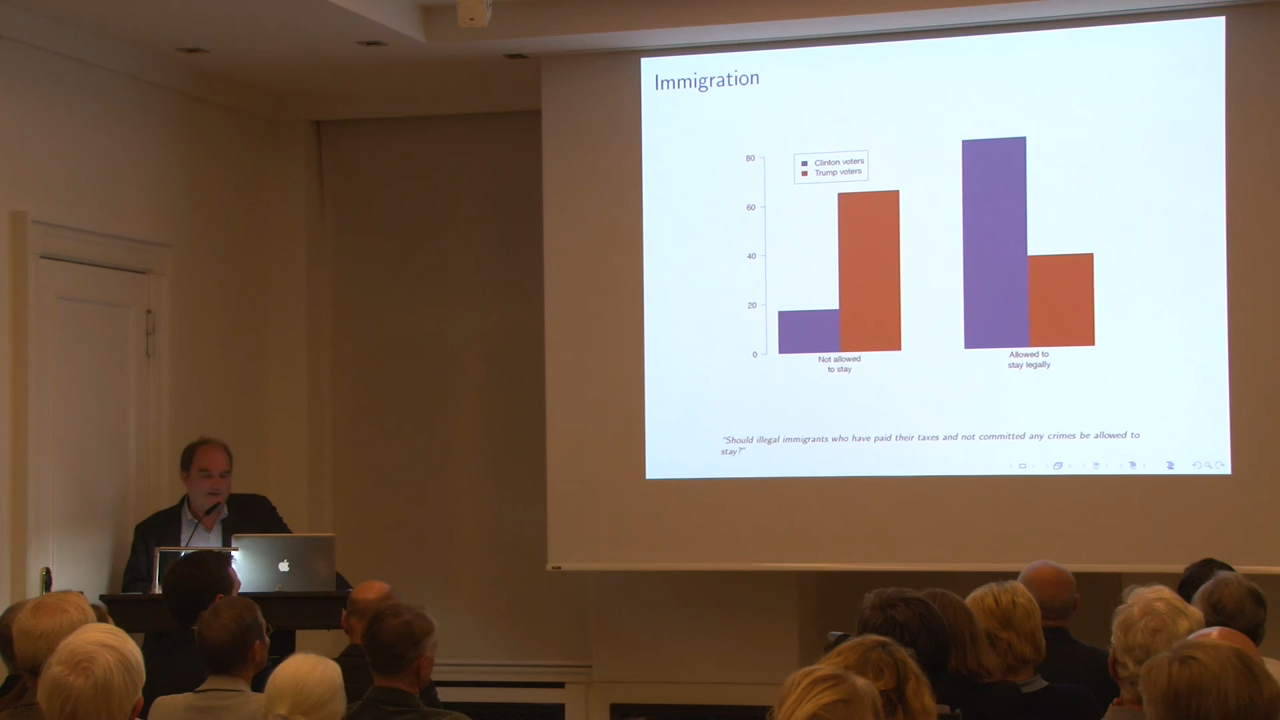 Immigration
80
60
40
20
0
Clinton voters
Trump voters
Not allowed
to stay
Allowed to
stay legally
"Should illegal immigrants who have paid their taxes and not committed any crimes be allowed to
stay?"